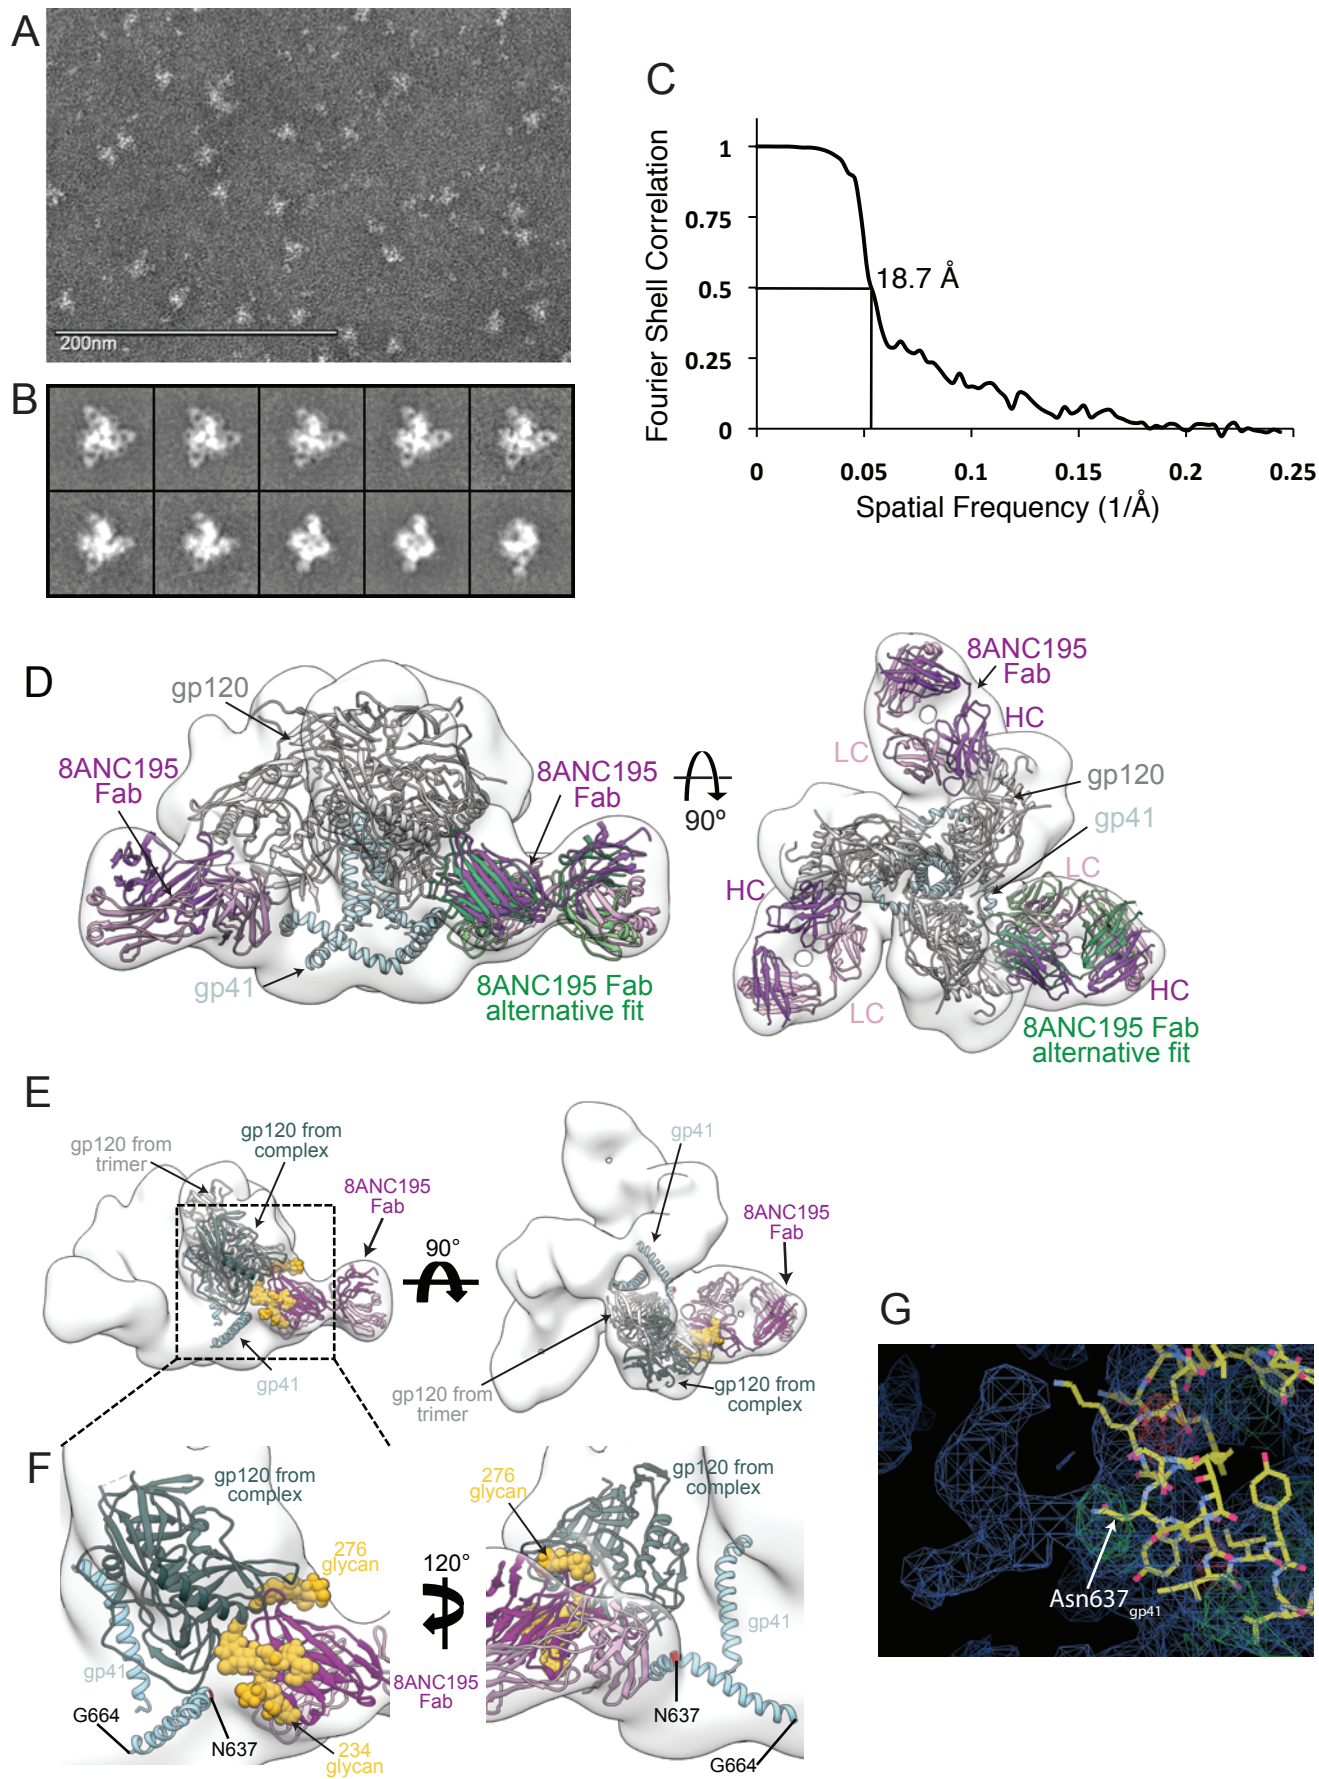 A
200nm
B
C
Fourier Shell Correlation
1
0.75
0.5
0.25
0
18.7 Å
0
0.05
0.1
0.15
0.2
0.25
Spatial Frequency (1/Å)
D
gp120
8ANC195
Fab
8ANC195
Fab
gp41
8ANC195 Fab
alternative fit
90º
8ANC195
Fab
HC
LC
gp120
gp41
LC
HC
LC
HC
8ANC195 Fab
alternative fit
E
gp120 from
trimer
gp120 from
complex
8ANC195
Fab
gp41
90°
gp41
8ANC195
Fab
gp120 from
trimer
gp120 from
complex
F
gp120 from
complex
276
glycan
gp41
G664
N637
234
glycan
120°
8ANC195
Fab
276
glycan
gp120 from
complex
gp41
N637
G664
G
Asn637gp41